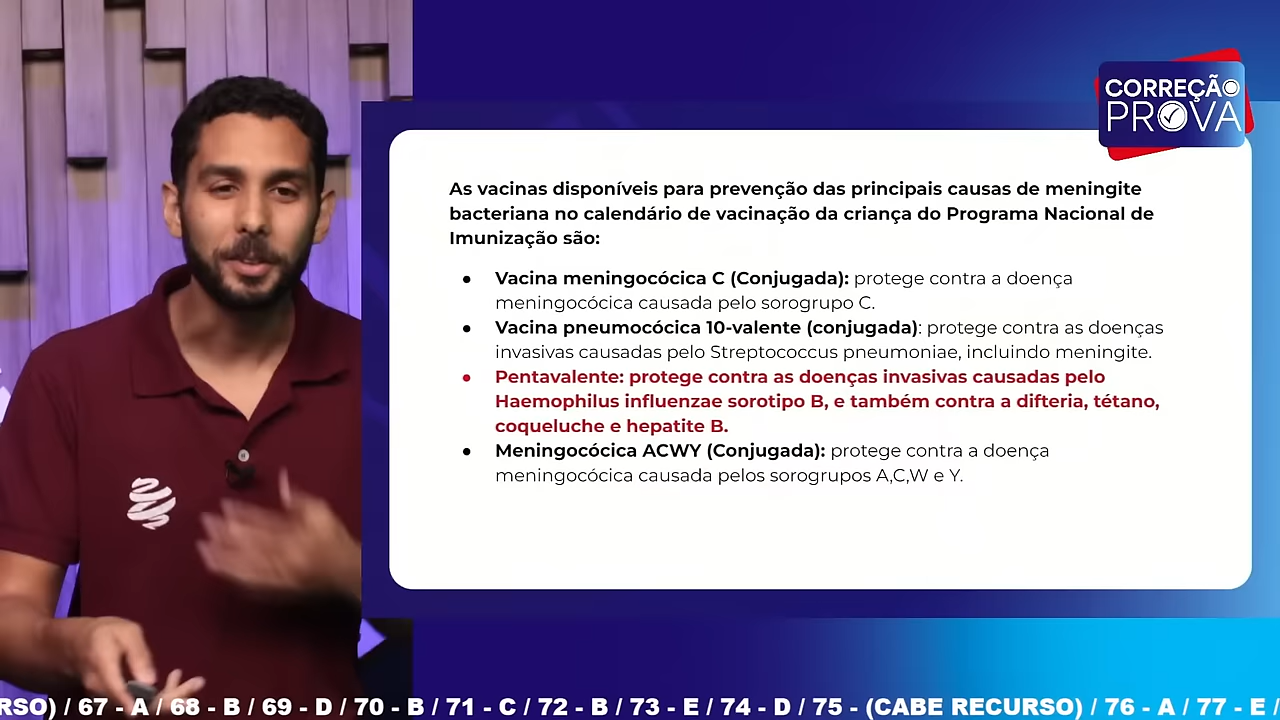 CORREÇÃO
PROVA
As vacinas disponíveis para prevenção das principais causas de meningite
bacteriana no calendário de vacinação da criança do Programa Nacional de
Imunização são:
● Vacina meningocócica C (Conjugada): protege contra a doença
meningocócica causada pelo sorogrupo C.
● Vacina pneumocócica 10-valente (conjugada): protege contra as doenças
invasivas causadas pelo Streptococcus pneumoniae, incluindo meningite.
● Pentavalente: protege contra as doenças invasivas causadas pelo
Haemophilus influenzae sorotipo B, e também contra a difteria, tétano,
coqueluche e hepatite B.
● Meningocócica ACWY (Conjugada): protege contra a doença
meningocócica causada pelos sorogrupos A,C,W e Y.
RSO) / 67 - A / 68 - B / 69 - D / 70 - B / 71 - C / 72 - B / 73 - E / 74 - D / 75 - (CABE RECURSO) / 76 - A / 77 - E /